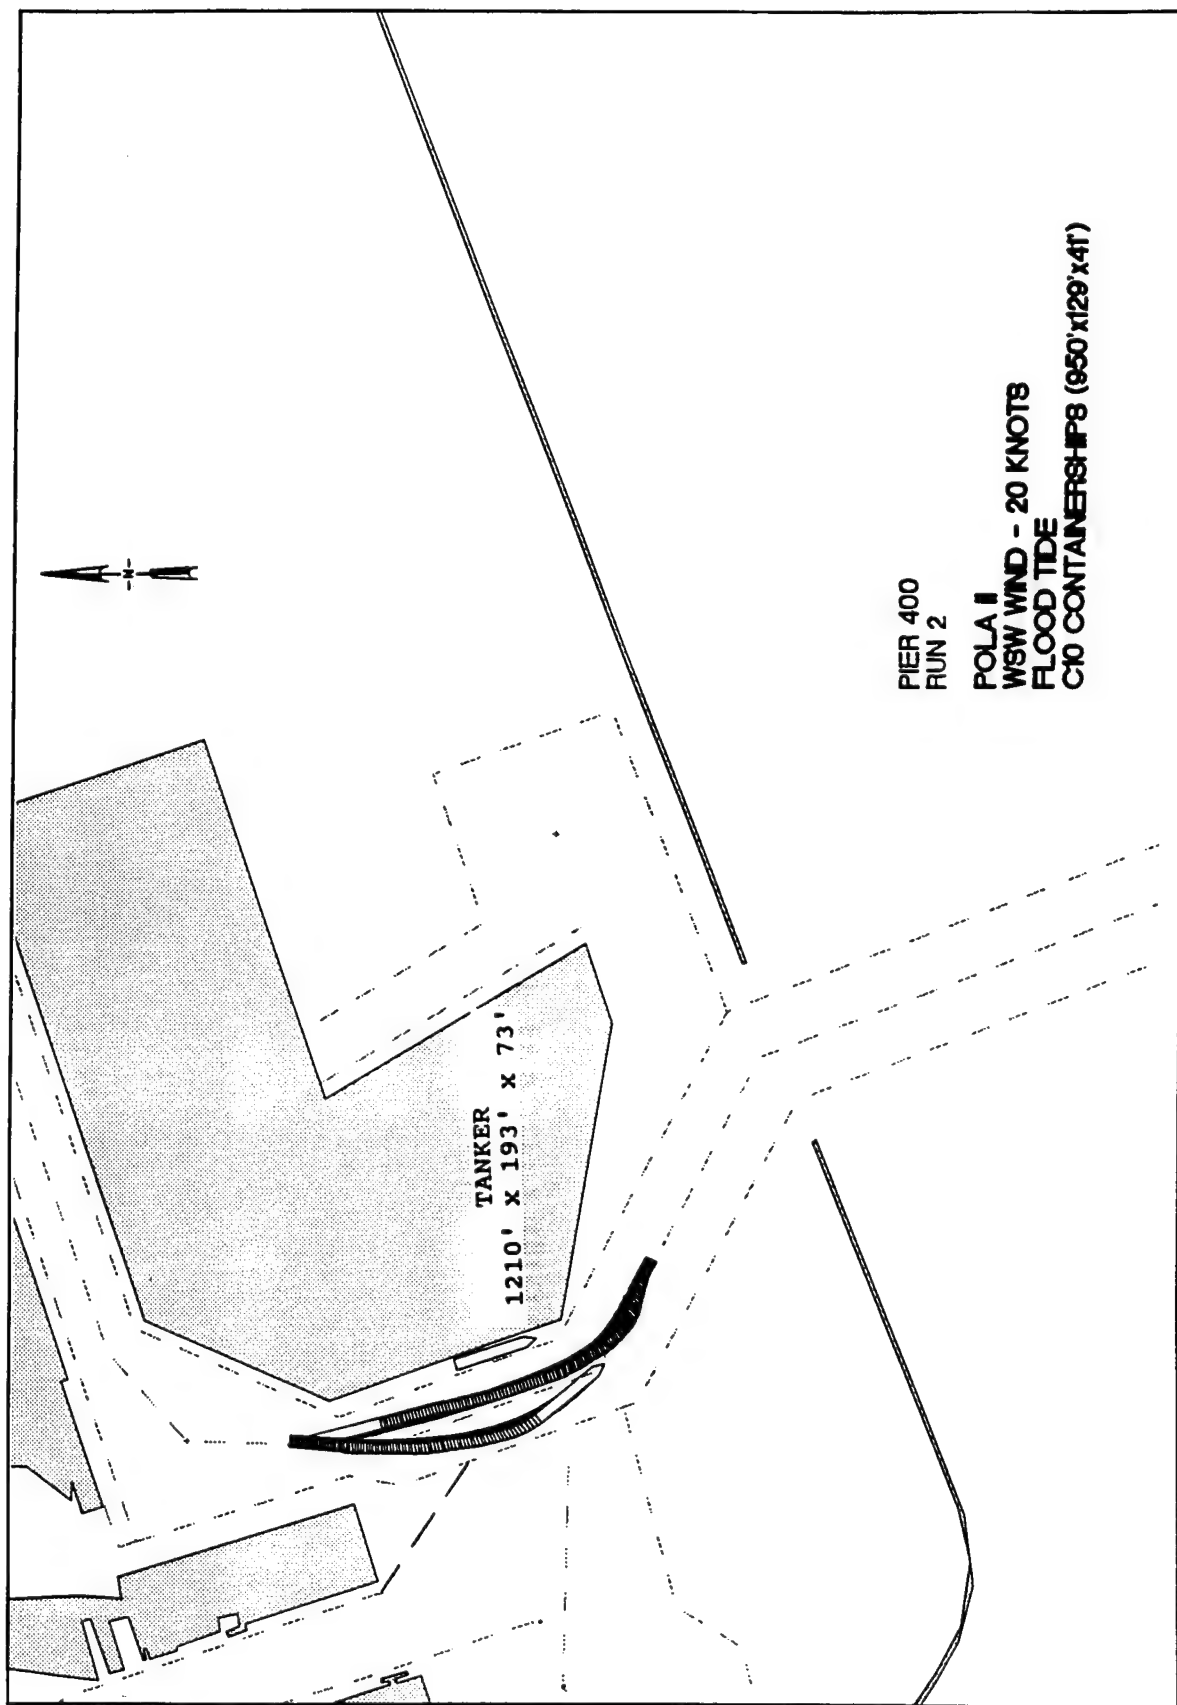 N
TANKER
1210' x 193' x 73'
PIER 400
RUN 2
POLA II
WSW WIND - 20 KNOTS
FLOOD TIDE
C10 CONTAINERSHIPS (950'x129'x41')